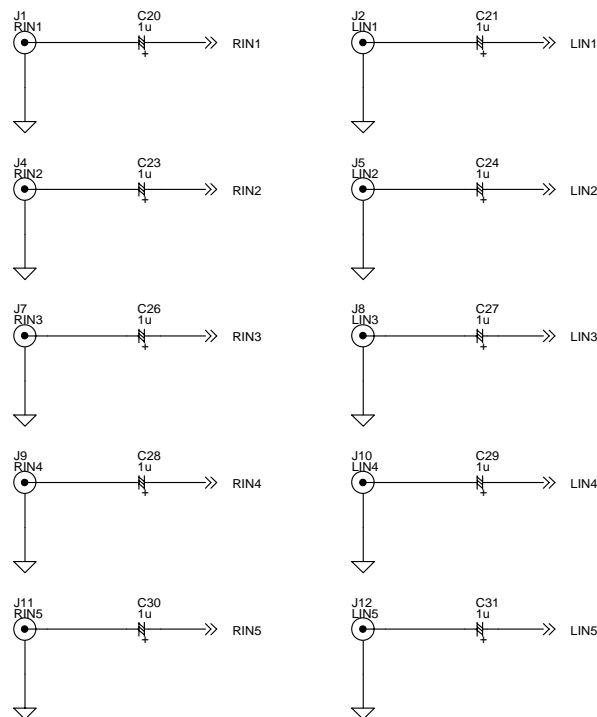 J1 C20 J2 C21
RIN1 1u LIN1 1u
RIN1 LIN1
+ +
J4 C23 J5 C24
RIN2 1u LIN2 1u
RIN2 LIN2
+ +
J7 C26 J8 C27
RIN3 1u LIN3 1u
RIN3 LIN3
+ +
J9 C28 J10 C29
RIN4 1u LIN4 1u
RIN4 LIN4
+ +
J11 C30 J12 C31
RIN5 1u LIN5 1u
RIN5 LIN5
+ +